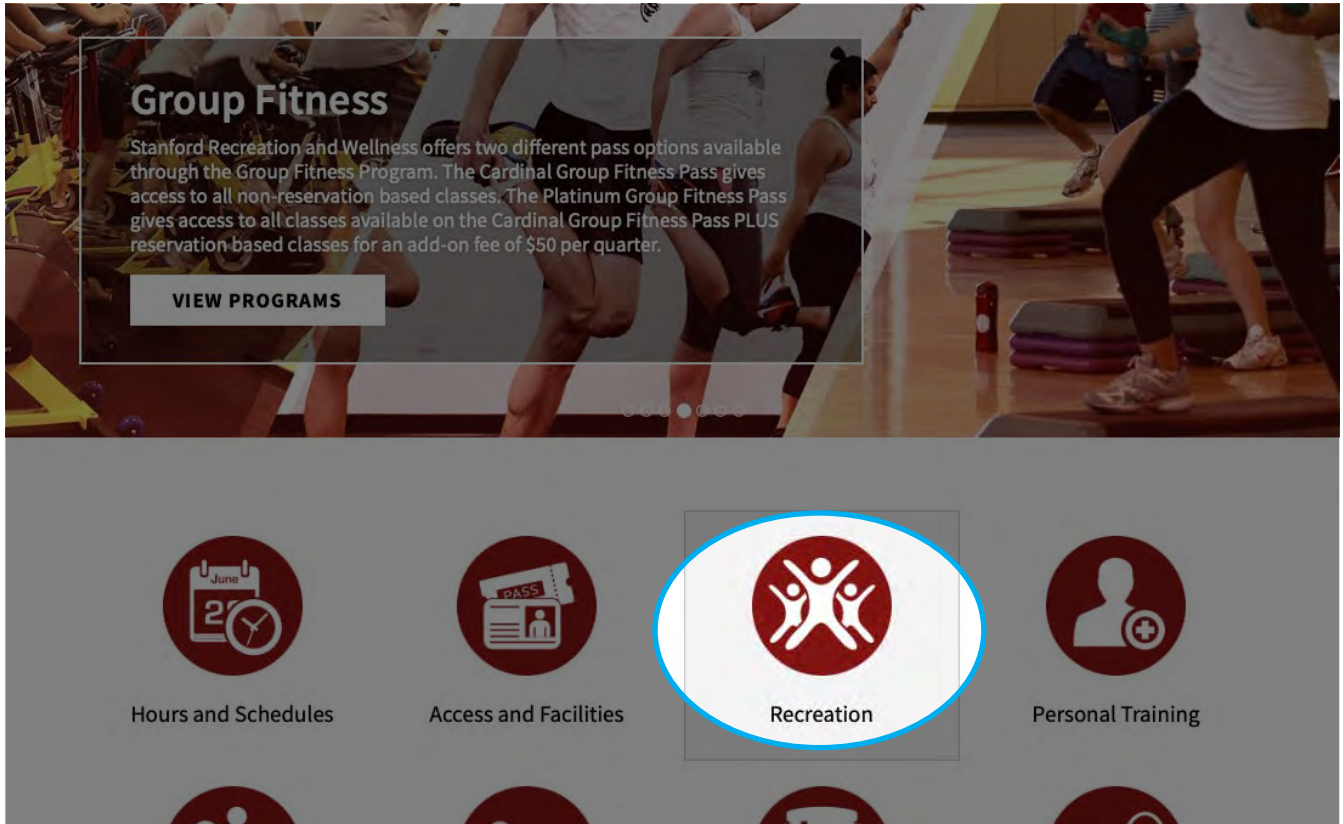 Group Fitness
Stanford Recreation and Wellness offers two different pass options available
through the Group Fitness Program. The Cardinal Group Fitness Pass gives
access to all non-reservation based classes. The Platinum Group Fitness Pass
gives access to all classes available on the Cardinal Group Fitness Pass PLUS
reservation based classes for an add-on fee of $50 per quarter.
VIEW PROGRAMS
June
PASS
Hours and Schedules
Access and Facilities
Recreation
Personal Training